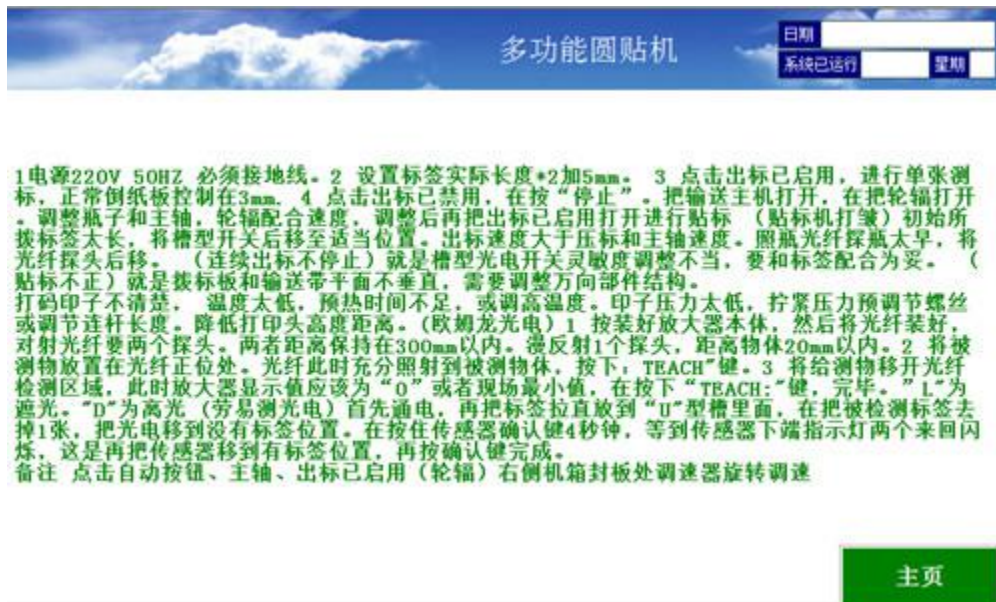 多功能圆贴机
日期
系统已运行 星期
1电源220V 50HZ 必须接地线。2 设置标签实际长度*2加5mm。 3 点击出标已启用，进行单张测
标，正常倒纸板控制在3mm. 4 点击出标已禁用，在按“停止”。把输送主机打开，在把轮辐打开
。调整瓶子和主轴，轮辐配合速度，调整后再把出标已启用打开进行贴标 （贴标机打皱）初始所
拨标签太长，将槽型开关后移至适当位置。出标速度大于压标和主轴速度。照瓶光纤探瓶太早，将
光纤探头后移。 （连续出标不停止）就是槽型光电开关灵敏度调整不当，要和标签配合为妥。 （
贴标不正）就是拨标板和输送带平面不垂直，需要调整万向部件结构。
打码印子不清楚， 温度太低，预热时间不足，或调高温度。印子压力太低，拧紧压力预调节螺丝
或调节连杆长度。降低打印头高度距离。(欧姆龙光电) 1 按装好放大器本体，然后将光纤装好，
对射光纤要两个探头。两者距离保持在300mm以内。漫反射1个探头，距离物体20mm以内。2 将被
测物放置在光纤正位处。光纤此时充分照射到被测物体，按下：TEACH"键。3 将给测物移开光纤
检测区域，此时放大器显示值应该为“0”或者现场最小值，在按下“TEACH:"键，完毕。"L"为
遮光。"D"为离光 (劳易测光电) 首先通电，再把标签拉直放到“U"型槽里面，在把被检测标签去
掉1张，把光电移到没有标签位置。在按住传感器确认键4秒钟，等到传感器下端指示灯两个来回闪
烁，这是再把传感器移到有标签位置，再按确认键完成。
备注 点击自动按钮、主轴、出标已启用（轮辐）右侧机箱封板处调速器旋转调速
主页